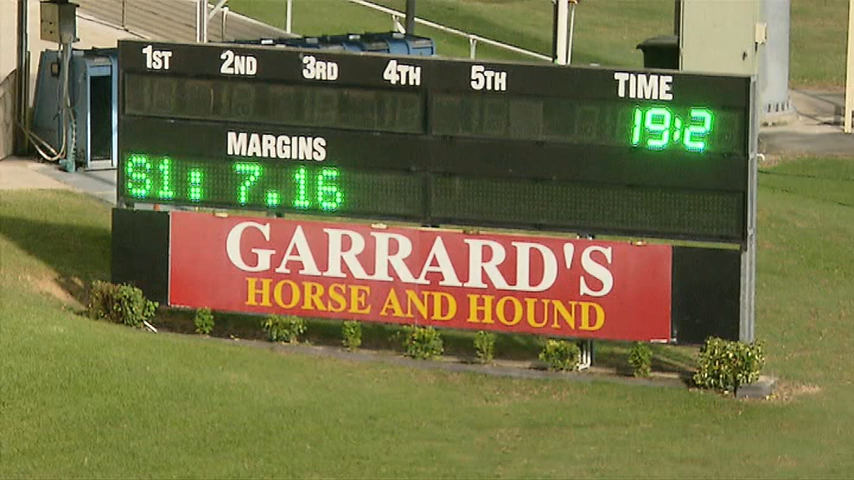 1ST 2ND 3RD 4TH 5TH TIME
19:2
MARGINS
S1: 7.16
GARRARD'S
HORSE AND HOUND